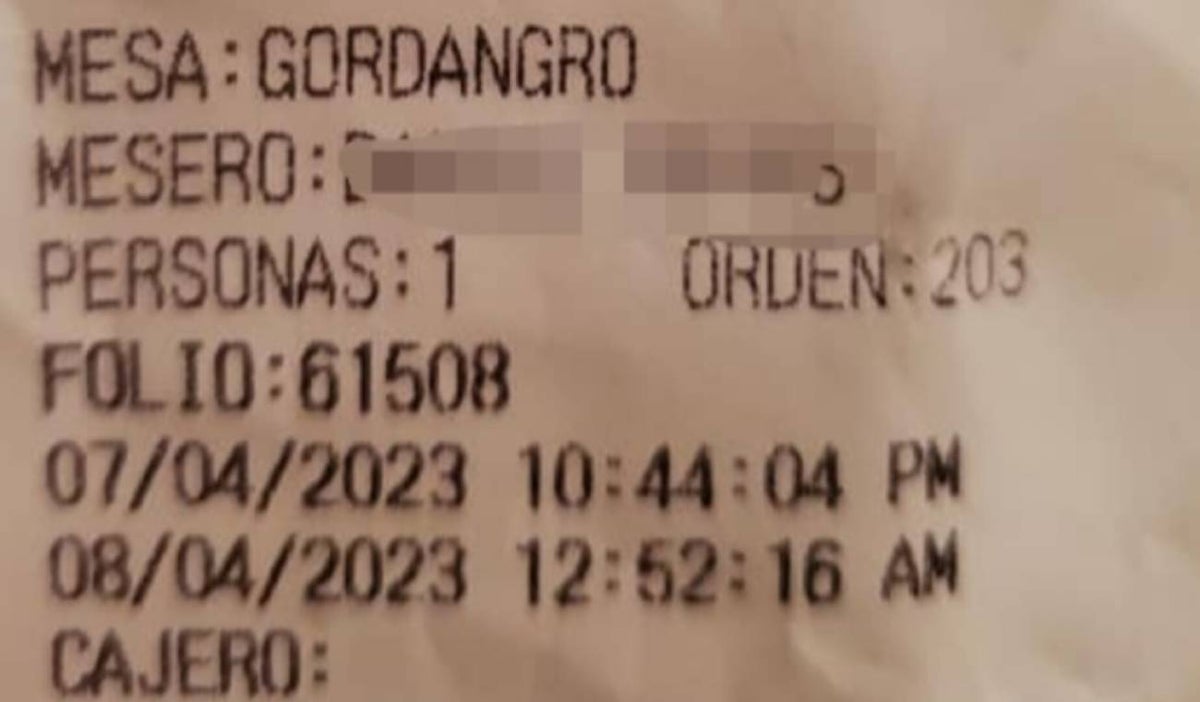 MESA:GORDANGRO
MESERO:
PERSONAS:1 ORDEN:203
FOLIO:61508
07/04/2023 10:44:04 PM
08/04/2023 12:52:16 AM
CAJERO: